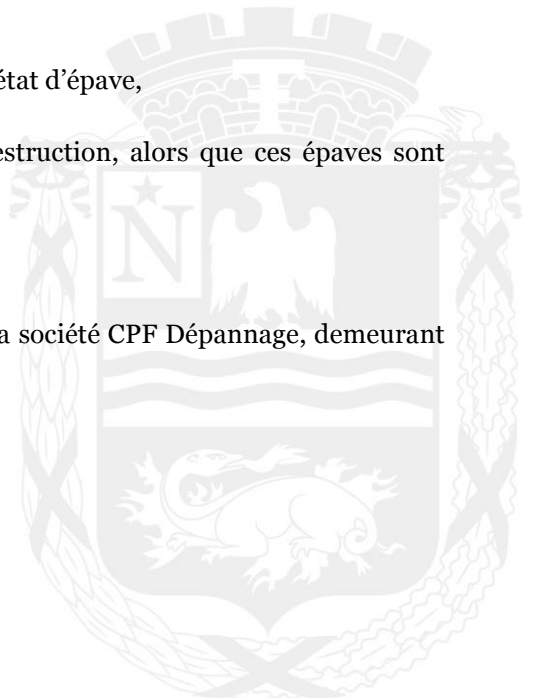 état d’épave,
estruction, alors que ces épaves sont
N
a société CPF Dépannage, demeurant